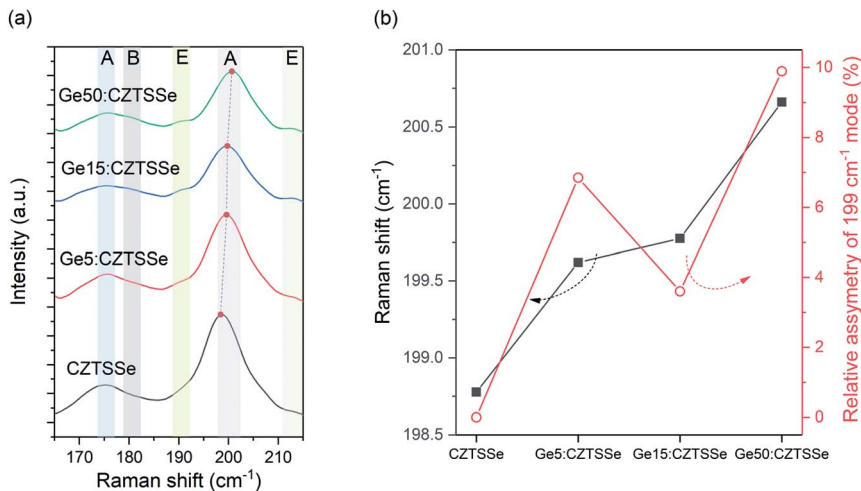 (a)
A B E A E
Ge50:CZTSSe
Ge15:CZTSSe
Ge5:CZTSSe
CZTSSe
Intensity (a.u.)
165 180 190 200 210
Raman shift (cm⁻¹)
(b)
201.0
200.5
200.0
199.5
199.0
198.5
Raman shift (cm⁻¹)
10
8
6
4
2
0
Relative assymetry of 199 cm⁻¹ mode (%)
CZTSSe Ge5:CZTSSe Ge15:CZTSSe Ge50:CZTSSe